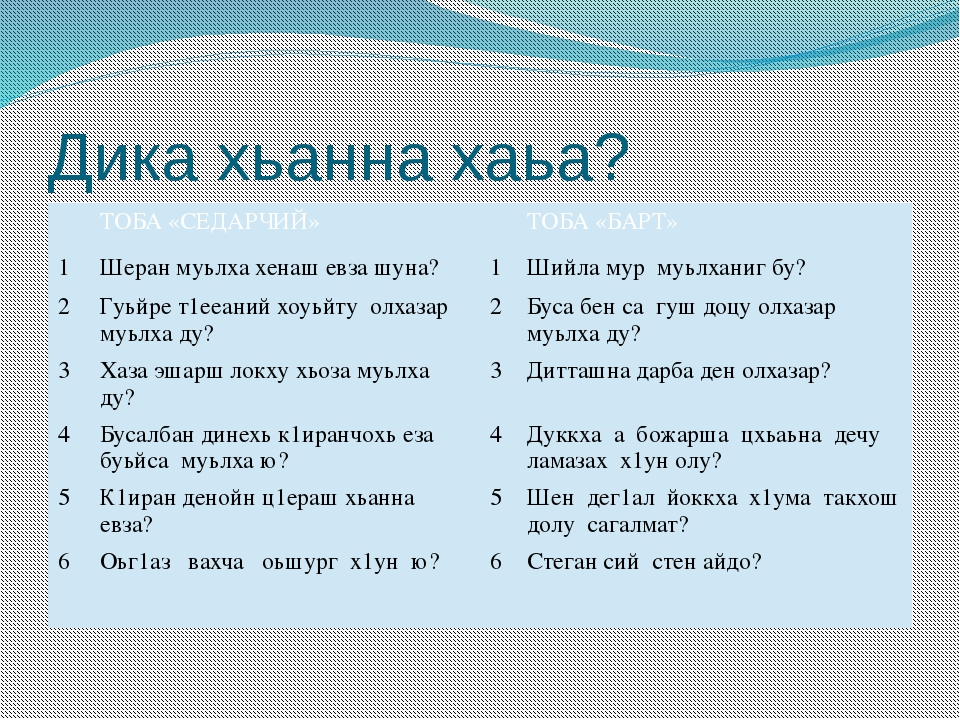 Дика хьанна хаьа?
ТОБА «СЕДАРЧИЙ»
ТОБА «БАРТ»
1 Шеран муьлха хенаш евза шуна?
1 Шийла мур муьлханиг бу?
2 Гуьйре т1ееаний хоуьйту олхазар
муьлха ду?
2 Буса бен са гуш доцу олхазар
муьлха ду?
3 Хаза эшарш локху хьоза муьлха
ду?
3 Дитташна дарба ден олхазар?
4 Бусалбан динехь к1иранчохь еза
буьйса муьлха ю?
4 Дуккха а божарша цхьаьна дечу
ламазах х1ун олу?
5 К1иран денойн ц1ераш хьанна
евза?
5 Шен дег1ал йоккха х1ума такхош
долу сагалмат?
6 Оьг1аз вахча оьшург х1ун ю?
6 Стеган сий стен айдо?